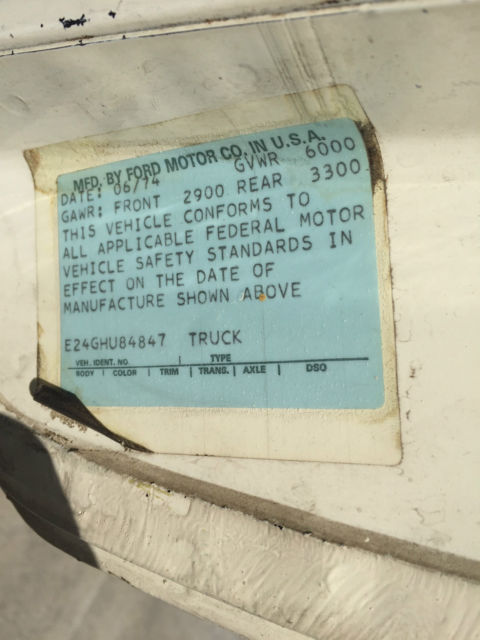 MFD. BY FORD MOTOR CO. IN U.S.A.
DATE: 06/74 GVWR 6000
GAWR: FRONT 2900 REAR 3300
THIS VEHICLE CONFORMS TO
ALL APPLICABLE FEDERAL MOTOR
VEHICLE SAFETY STANDARDS IN
EFFECT ON THE DATE OF
MANUFACTURE SHOWN ABOVE
E24GHU84847 TRUCK
VEH. IDENT. NO. TYPE
BODY COLOR TRIM TRANS. AXLE DSO